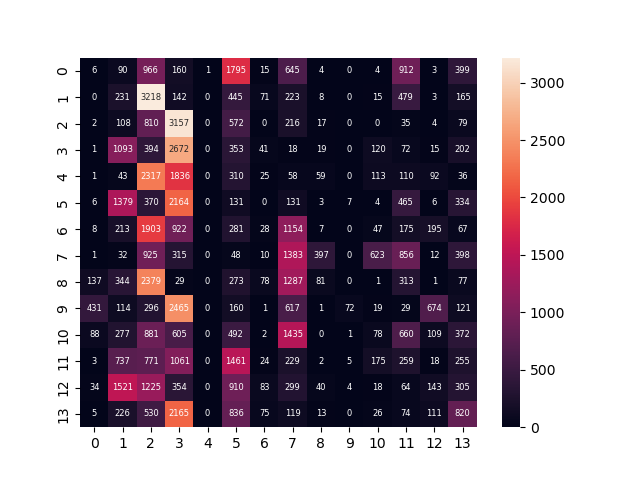 0 6 90 966 160 1 1795 15 645 4 0 4 912 3 399
1 0 231 3218 142 0 445 71 223 8 0 15 479 3 165
2 2 108 810 3157 0 572 0 216 17 0 0 35 4 79
3 1 1093 394 2672 0 353 41 18 19 0 120 72 15 202
4 1 43 2317 1836 0 310 25 58 59 0 113 110 92 36
5 6 1379 370 2164 0 131 0 131 3 7 4 465 6 334
6 8 213 1903 922 0 281 28 1154 7 0 47 175 195 67
7 1 32 925 315 0 48 10 1383 397 0 623 856 12 398
8 137 344 2379 29 0 273 78 1287 81 0 1 313 1 77
9 431 114 296 2465 0 160 1 617 1 72 19 29 674 121
10 88 277 881 605 0 492 2 1435 0 1 78 660 109 372
11 3 737 771 1061 0 1461 24 229 2 5 175 259 18 255
12 34 1521 1225 354 0 910 83 299 40 4 18 64 143 305
13 5 226 530 2165 0 836 75 119 13 0 26 74 111 820
0 1 2 3 4 5 6 7 8 9 10 11 12 13
3000
2500
2000
1500
1000
500
0